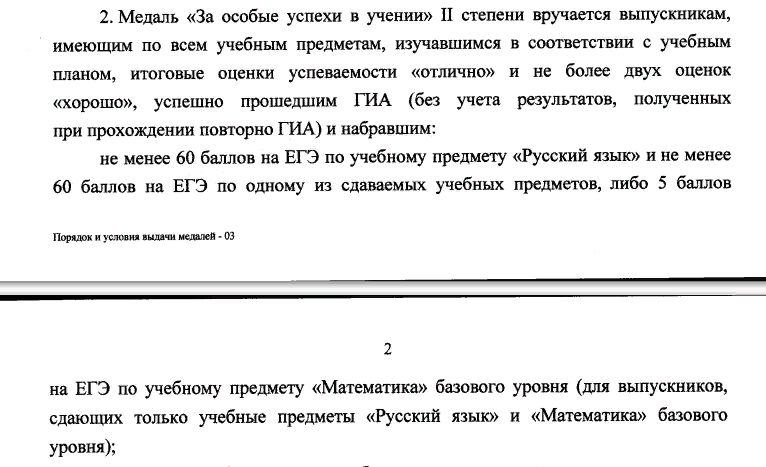 2. Медаль «За особые успехи в учении» II степени вручается выпускникам,
имеющим по всем учебным предметам, изучавшимся в соответствии с учебным
планом, итоговые оценки успеваемости «отлично» и не более двух оценок
«хорошо», успешно прошедшим ГИА (без учета результатов, полученных
при прохождении повторно ГИА) и набравшим:
не менее 60 баллов на ЕГЭ по учебному предмету «Русский язык» и не менее
60 баллов на ЕГЭ по одному из сдаваемых учебных предметов, либо 5 баллов
Порядок и условия выдачи медалей - 03
2
на ЕГЭ по учебному предмету «Математика» базового уровня (для выпускников,
сдающих только учебные предметы «Русский язык» и «Математика» базового
уровня);